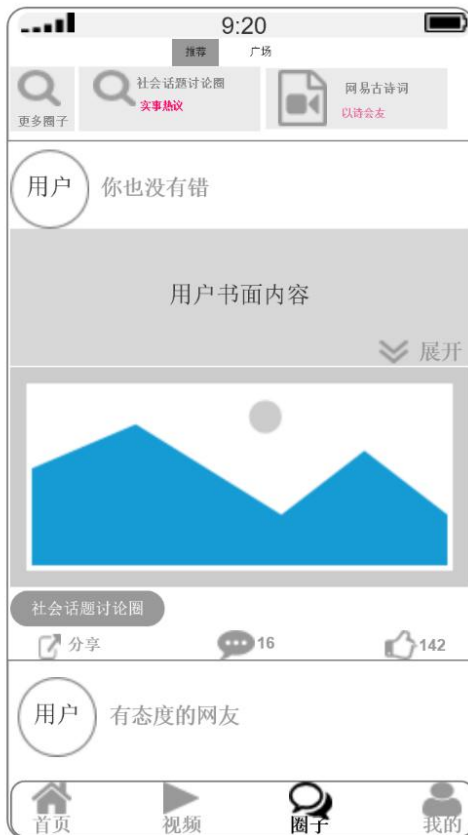 9:20
推荐 广场
更多圈子
社会话题讨论圈
实事热议
网易古诗词
以诗会友
用户 你也没有错
用户书面内容
展开
社会话题讨论圈
分享 16 142
用户 有态度的网友
首页 视频 圈子 我的